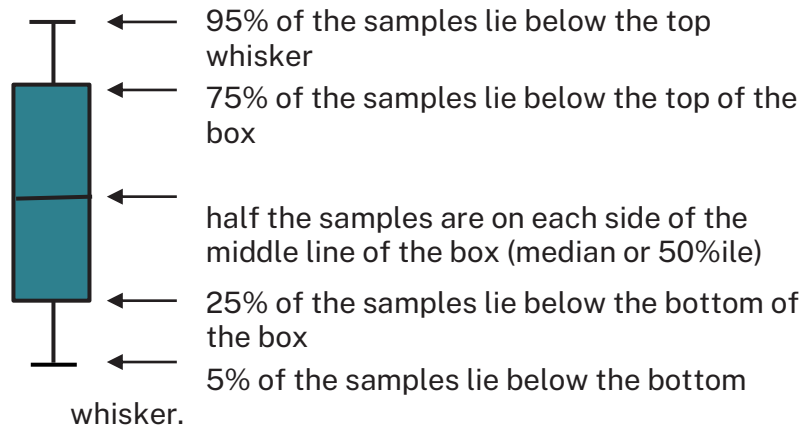 95% of the samples lie below the top
whisker
75% of the samples lie below the top of the
box
half the samples are on each side of the
middle line of the box (median or 50%ile)
25% of the samples lie below the bottom of
the box
5% of the samples lie below the bottom
whisker.